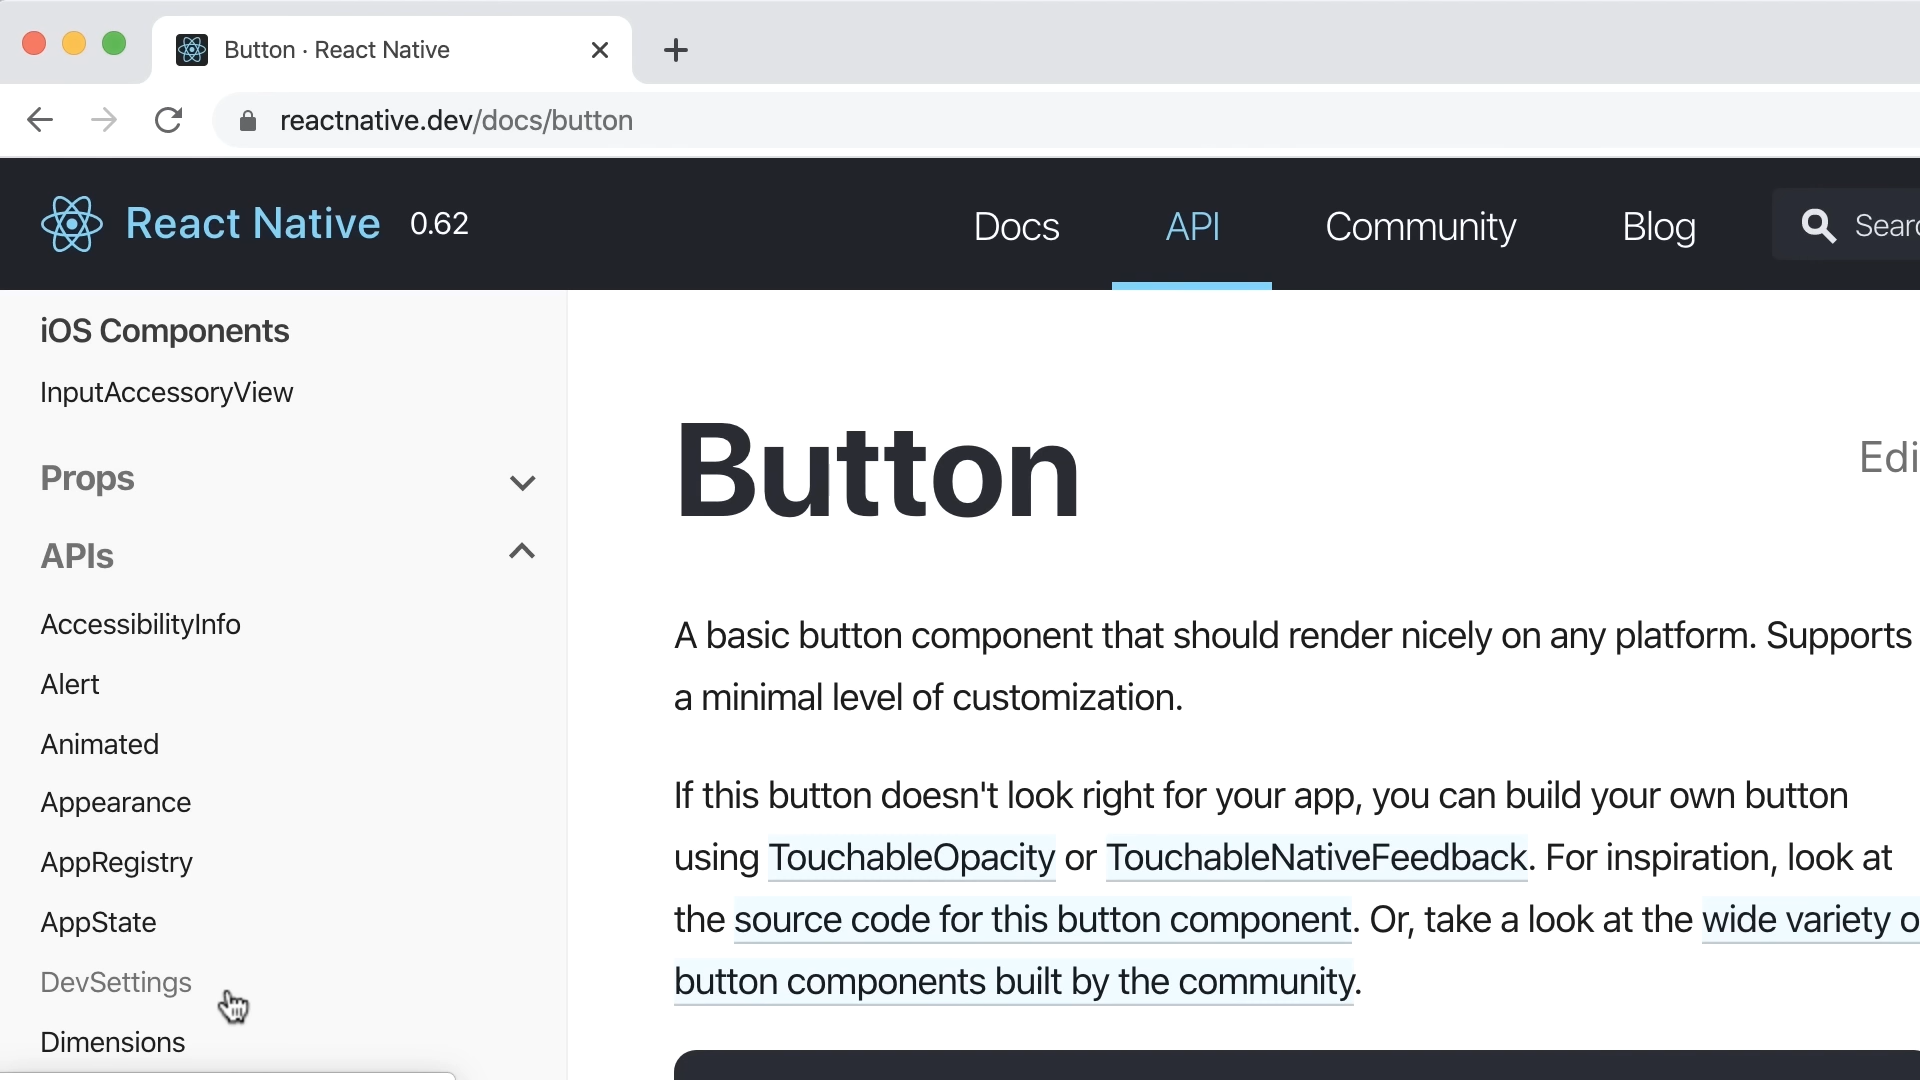 Button · React Native
reactnative.dev/docs/button
React Native 0.62 Docs API Community Blog
iOS Components
InputAccessoryView
Props
APIs
AccessibilityInfo
Alert
Animated
Appearance
AppRegistry
AppState
DevSettings
Dimensions
Button
A basic button component that should render nicely on any platform. Supports
a minimal level of customization.
If this button doesn't look right for your app, you can build your own button
using TouchableOpacity or TouchableNativeFeedback. For inspiration, look at
the source code for this button component. Or, take a look at the wide variety
button components built by the community.